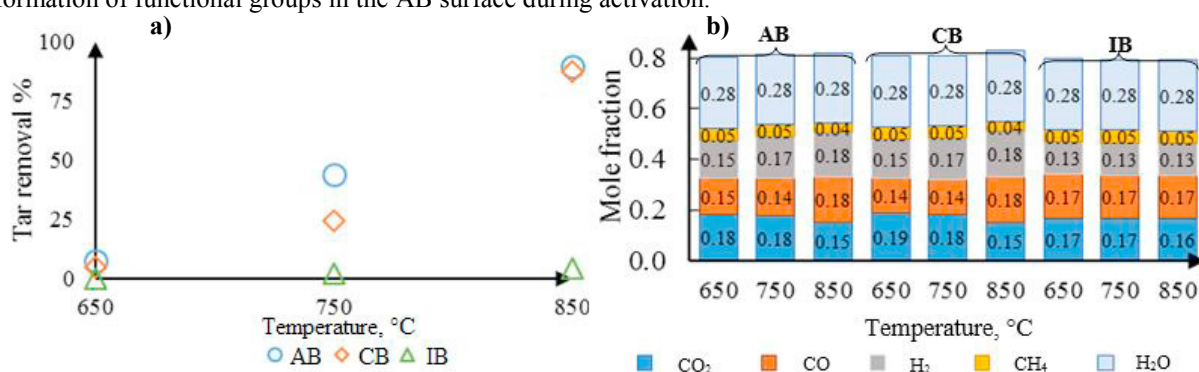 formation of functional groups in the AB surface during activation.
a)
100
75
50
25
0
Tar removal %
650 750 850
Temperature, °C
AB CB IB
b)
AB CB IB
0.8
0.6
0.4
0.2
0.0
Mole fraction
0.28 0.28 0.28 0.28 0.28 0.28 0.28 0.28 0.28
0.05 0.05 0.04 0.05 0.05 0.04 0.05 0.05 0.05
0.15 0.17 0.18 0.15 0.17 0.18 0.13 0.13 0.13
0.15 0.14 0.18 0.14 0.14 0.18 0.17 0.17 0.17
0.18 0.18 0.15 0.19 0.18 0.15 0.17 0.17 0.16
650 750 850 650 750 850 650 750 850
Temperature, °C
CO₂ CO H₂ CH₄ H₂O